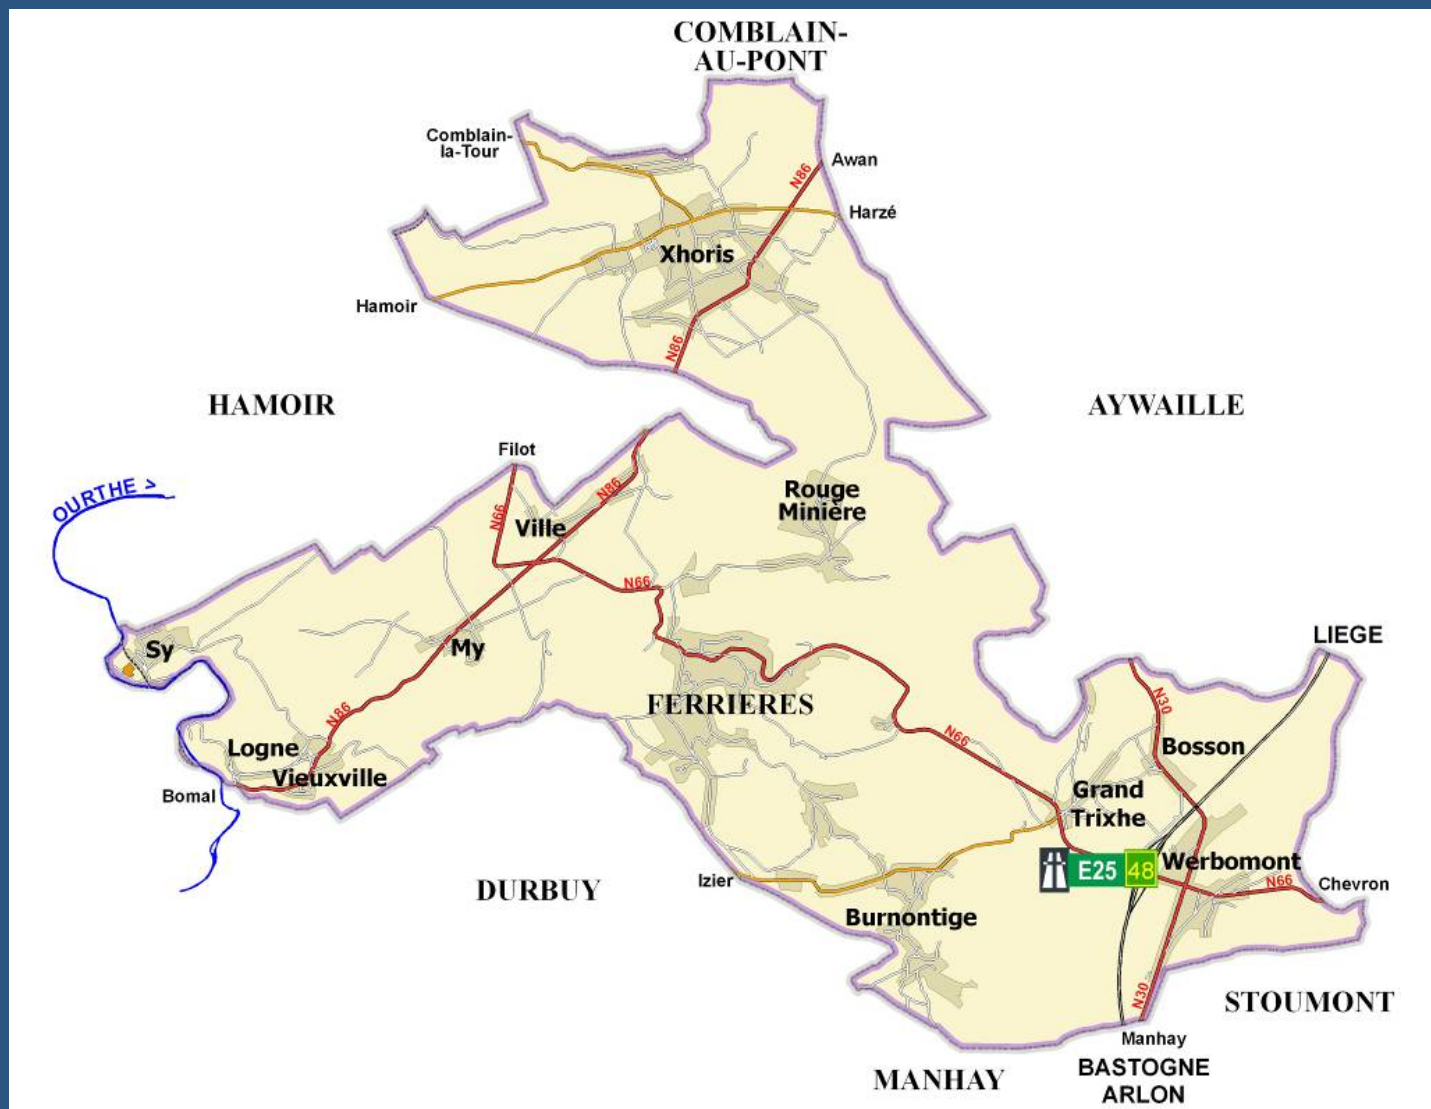 COMBLAIN-
AU-PONT
Comblain-
la-Tour
Awan
N86
Harzé
Xhoris
Hamoir
N86
HAMOIR
AYWAILLE
Filot
OURTHE >
N86
N66
Rouge
Minière
Ville
N66
Sy
My
LIEGE
FERRIERES
N30
N86
N66
Logne
Bosson
Vieuxville
Bomal
Grand
Trixhe
Werbomont
E25
48
Izier
DURBUY
N66
Chevron
Burnontige
N30
STOUMONT
Manhay
MANHAY
BASTOGNE
ARLON